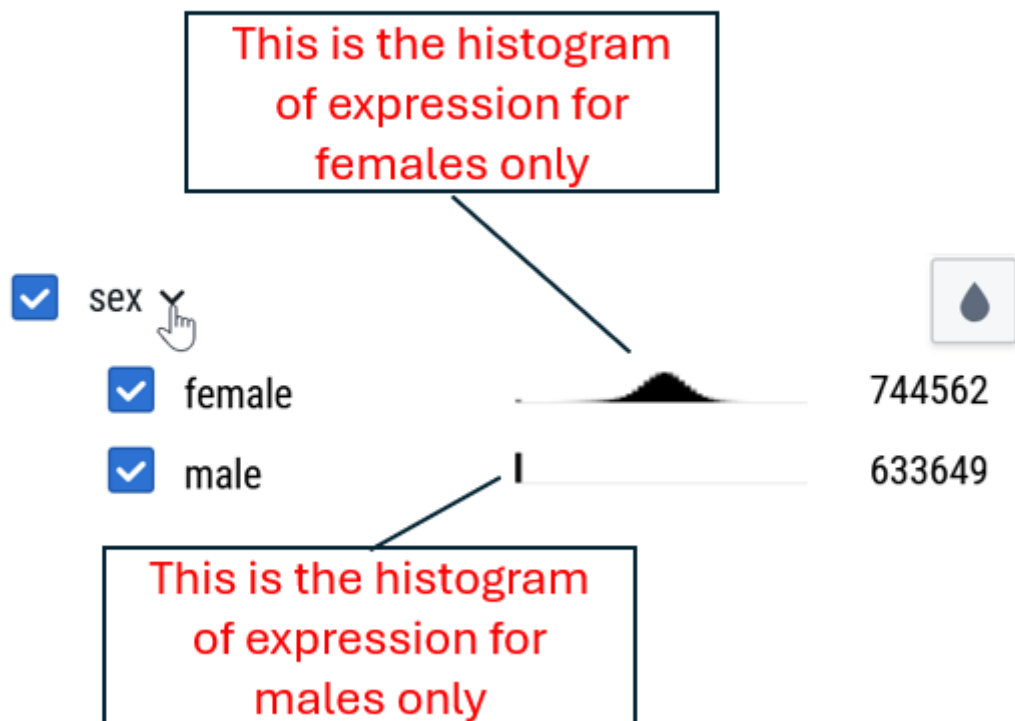 This is the histogram
of expression for
females only
sex
female 744562
male 633649
This is the histogram
of expression for
males only